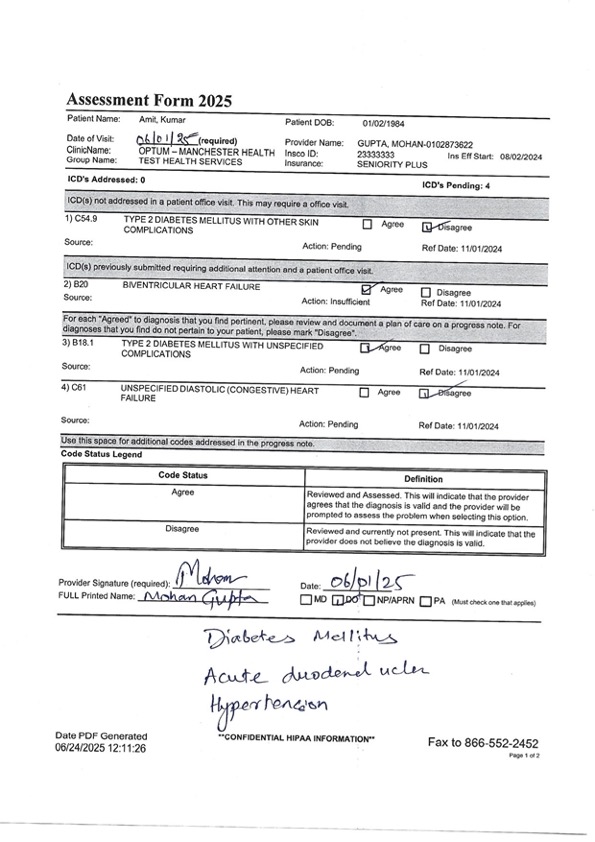 Assessment Form 2025
Patient Name: Amit, Kumar Patient DOB: 01/02/1984
Date of Visit: 06/01/25 (required) Provider Name: GUPTA, MOHAN-0102873622
ClinicName: OPTUM – MANCHESTER HEALTH Insco ID: 23333333 Ins Eff Start: 08/02/2024
Group Name: TEST HEALTH SERVICES Insurance: SENIORITY PLUS
ICD's Addressed: 0 ICD's Pending: 4
ICD(s) not addressed in a patient office visit. This may require a office visit.
1) C54.9 TYPE 2 DIABETES MELLITUS WITH OTHER SKIN Agree Disagree
COMPLICATIONS
Source: Action: Pending Ref Date: 11/01/2024
ICD(s) previously submitted requiring additional attention and a patient office visit.
2) B20 BIVENTRICULAR HEART FAILURE Agree Disagree
Source: Action: Insufficient Ref Date: 11/01/2024
For each "Agreed" to diagnosis that you find pertinent, please review and document a plan of care on a progress note. For
diagnoses that you find do not pertain to your patient, please mark "Disagree".
3) B18.1 TYPE 2 DIABETES MELLITUS WITH UNSPECIFIED Agree Disagree
COMPLICATIONS
Source: Action: Pending Ref Date: 11/01/2024
4) C61 UNSPECIFIED DIASTOLIC (CONGESTIVE) HEART Agree Disagree
FAILURE
Source: Action: Pending Ref Date: 11/01/2024
Use this space for additional codes addressed in the progress note.
Code Status Legend
Code Status Definition
Agree Reviewed and Assessed. This will indicate that the provider
agrees that the diagnosis is valid and the provider will be
prompted to assess the problem when selecting this option.
Disagree Reviewed and currently not present. This will indicate that the
provider does not believe the diagnosis is valid.
Provider Signature (required): Mohan Date: 06/01/25
FULL Printed Name: Mohan Gupta MD DO NP/APRN PA (Must check one that applies)
Diabetes Mellitus
Acute duodenal ucler
Hypertension
Date PDF Generated **CONFIDENTIAL HIPAA INFORMATION** Fax to 866-552-2452
06/24/2025 12:11:26 Page 1 of 2